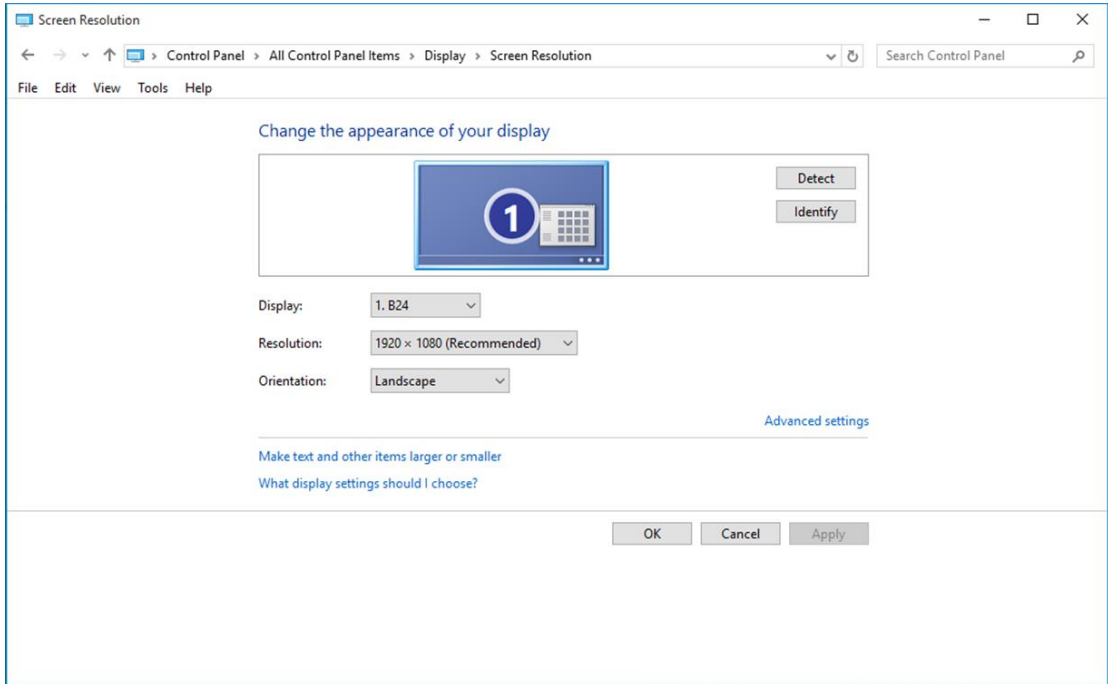 Screen Resolution
Control Panel > All Control Panel Items > Display > Screen Resolution
Search Control Panel
File Edit View Tools Help
Change the appearance of your display
1
Detect
Identify
Display: 1. B24
Resolution: 1920 × 1080 (Recommended)
Orientation: Landscape
Advanced settings
Make text and other items larger or smaller
What display settings should I choose?
OK Cancel Apply